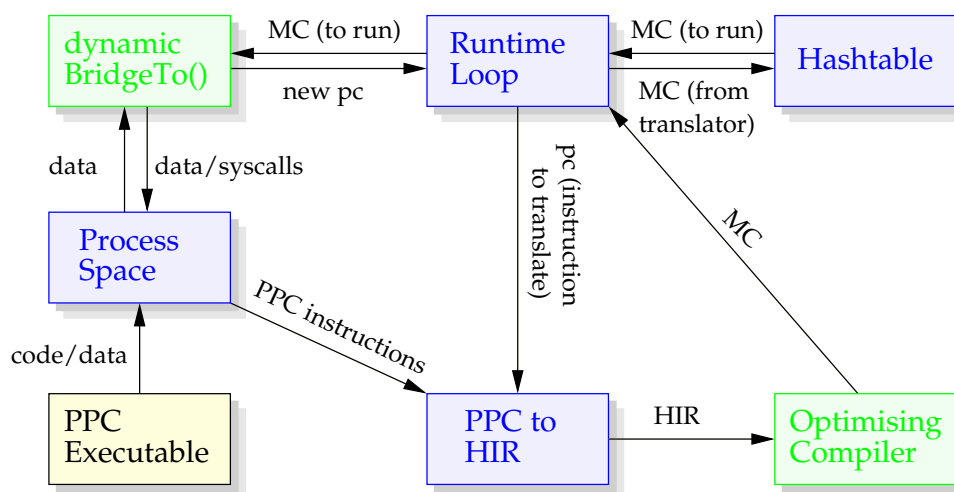 dynamic
BridgeTo()
MC (to run)
new pc
Runtime
Loop
MC (to run)
MC (from
translator)
Hashtable
data
data/syscalls
pc (instruction
to translate)
MC
Process
Space
PPC instructions
code/data
PPC
Executable
PPC to
HIR
HIR
Optimising
Compiler